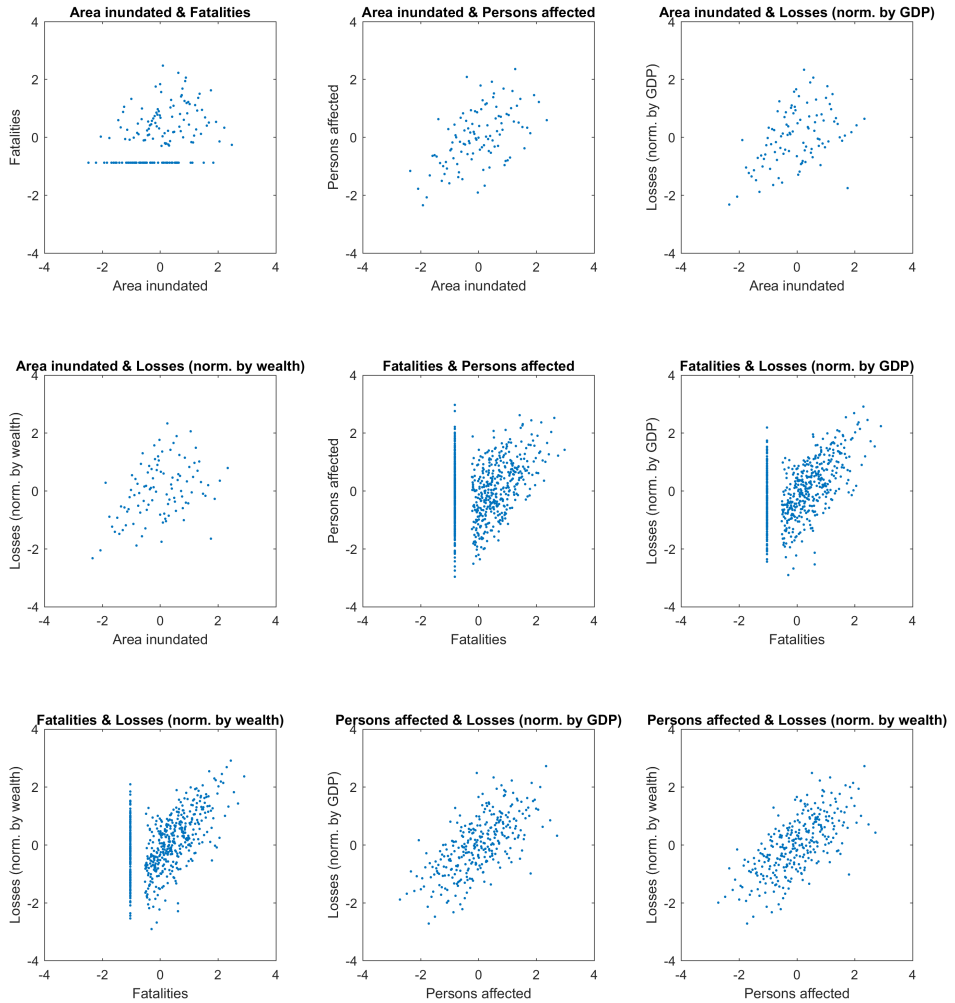 Area inundated & Fatalities
4
2
0
-2
-4
Fatalities
-4 -2 0 2 4
Area inundated
Area inundated & Persons affected
4
2
0
-2
-4
Persons affected
-4 -2 0 2 4
Area inundated
Area inundated & Losses (norm. by GDP)
4
2
0
-2
-4
Losses (norm. by GDP)
-4 -2 0 2 4
Area inundated
Area inundated & Losses (norm. by wealth)
4
2
0
-2
-4
Losses (norm. by wealth)
-4 -2 0 2 4
Area inundated
Fatalities & Persons affected
4
2
0
-2
-4
Persons affected
-4 -2 0 2 4
Fatalities
Fatalities & Losses (norm. by GDP)
4
2
0
-2
-4
Losses (norm. by GDP)
-4 -2 0 2 4
Fatalities
Fatalities & Losses (norm. by wealth)
4
2
0
-2
-4
Losses (norm. by wealth)
-4 -2 0 2 4
Fatalities
Persons affected & Losses (norm. by GDP)
4
2
0
-2
-4
Losses (norm. by GDP)
-4 -2 0 2 4
Persons affected
Persons affected & Losses (norm. by wealth)
4
2
0
-2
-4
Losses (norm. by wealth)
-4 -2 0 2 4
Persons affected